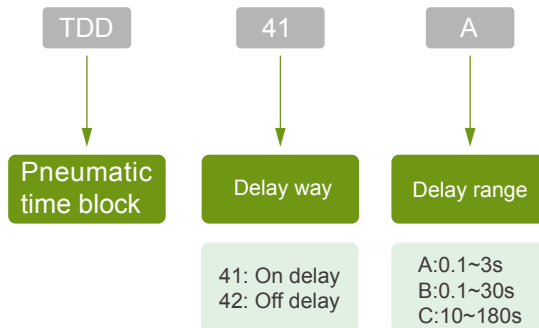 TDD
41
A
Pneumatic
time block
Delay way
Delay range
41: On delay
42: Off delay
A:0.1~3s
B:0.1~30s
C:10~180s